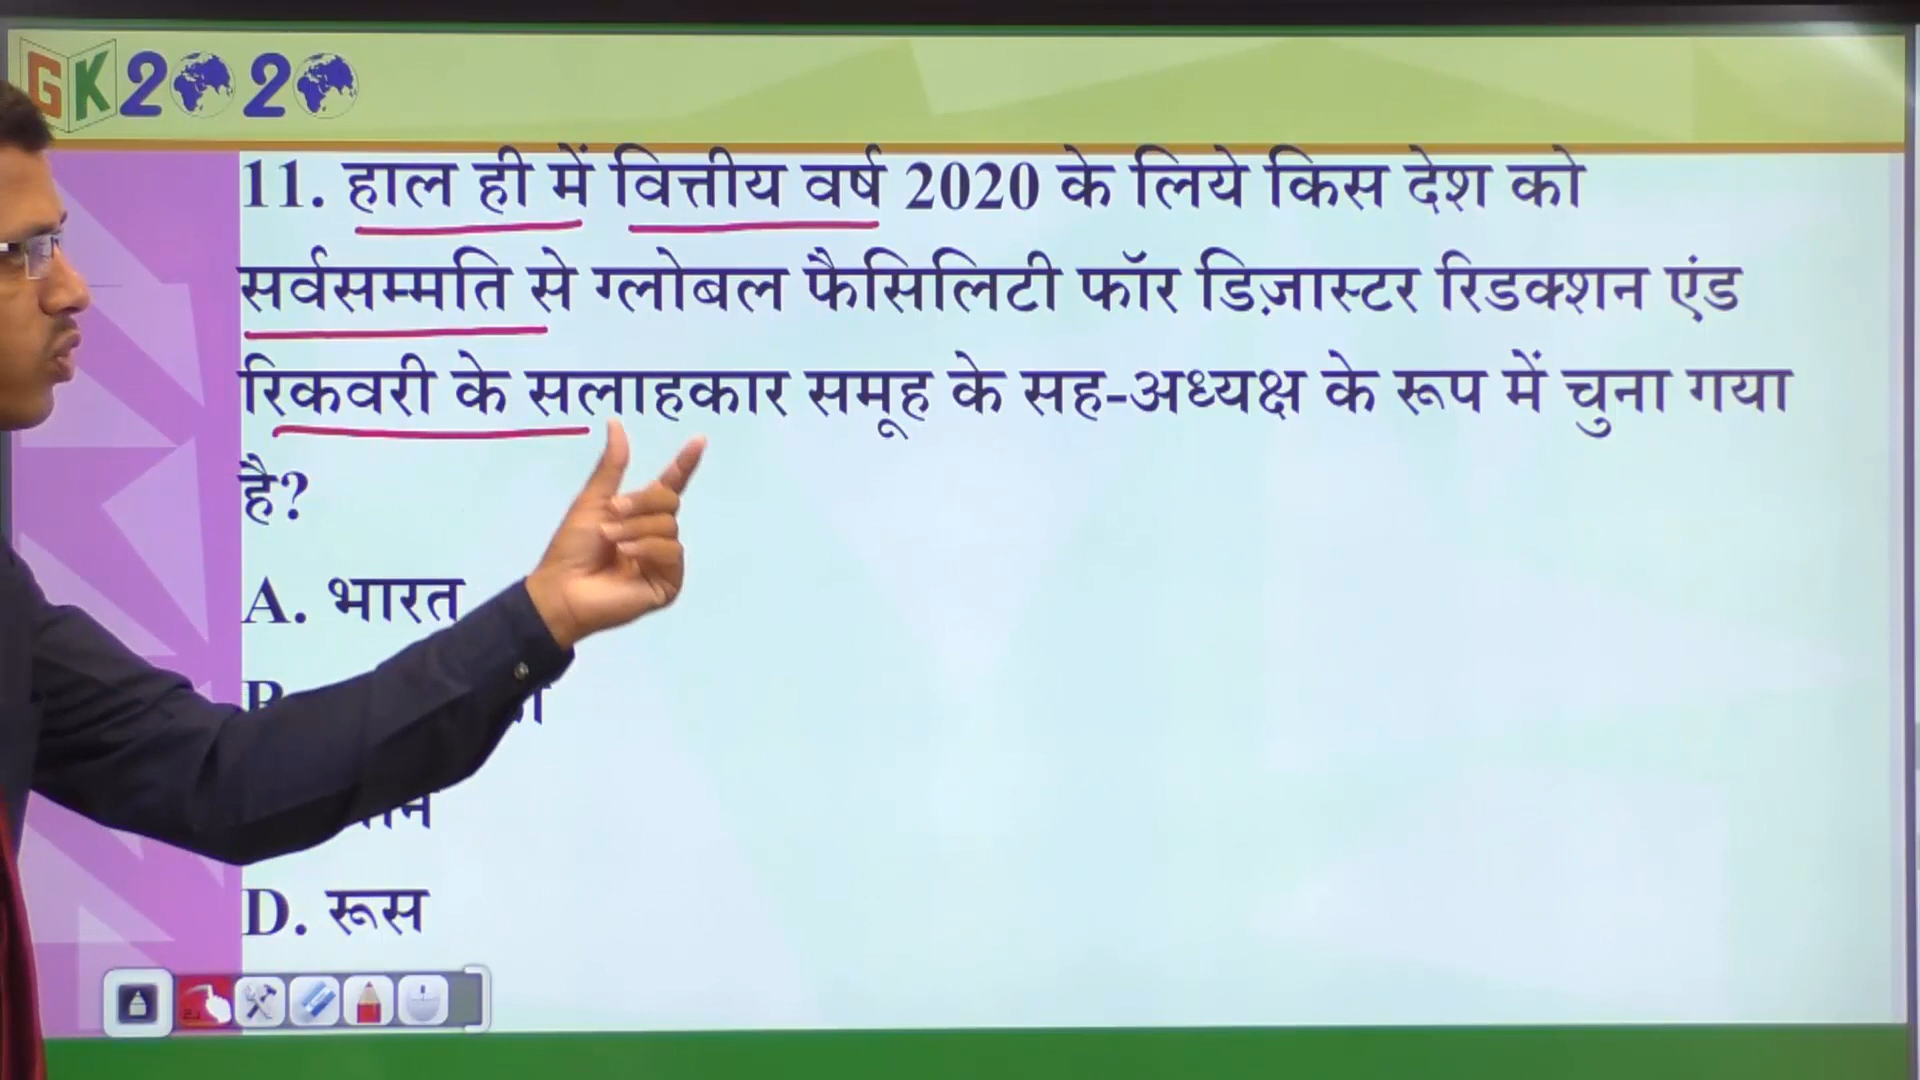 GK2020
11. हाल ही में वित्तीय वर्ष 2020 के लिये किस देश को
सर्वसम्मति से ग्लोबल फैसिलिटी फॉर डिज़ास्टर रिडक्शन एंड
रिकवरी के सलाहकार समूह के सह-अध्यक्ष के रूप में चुना गया
है?
A. भारत
D. रूस